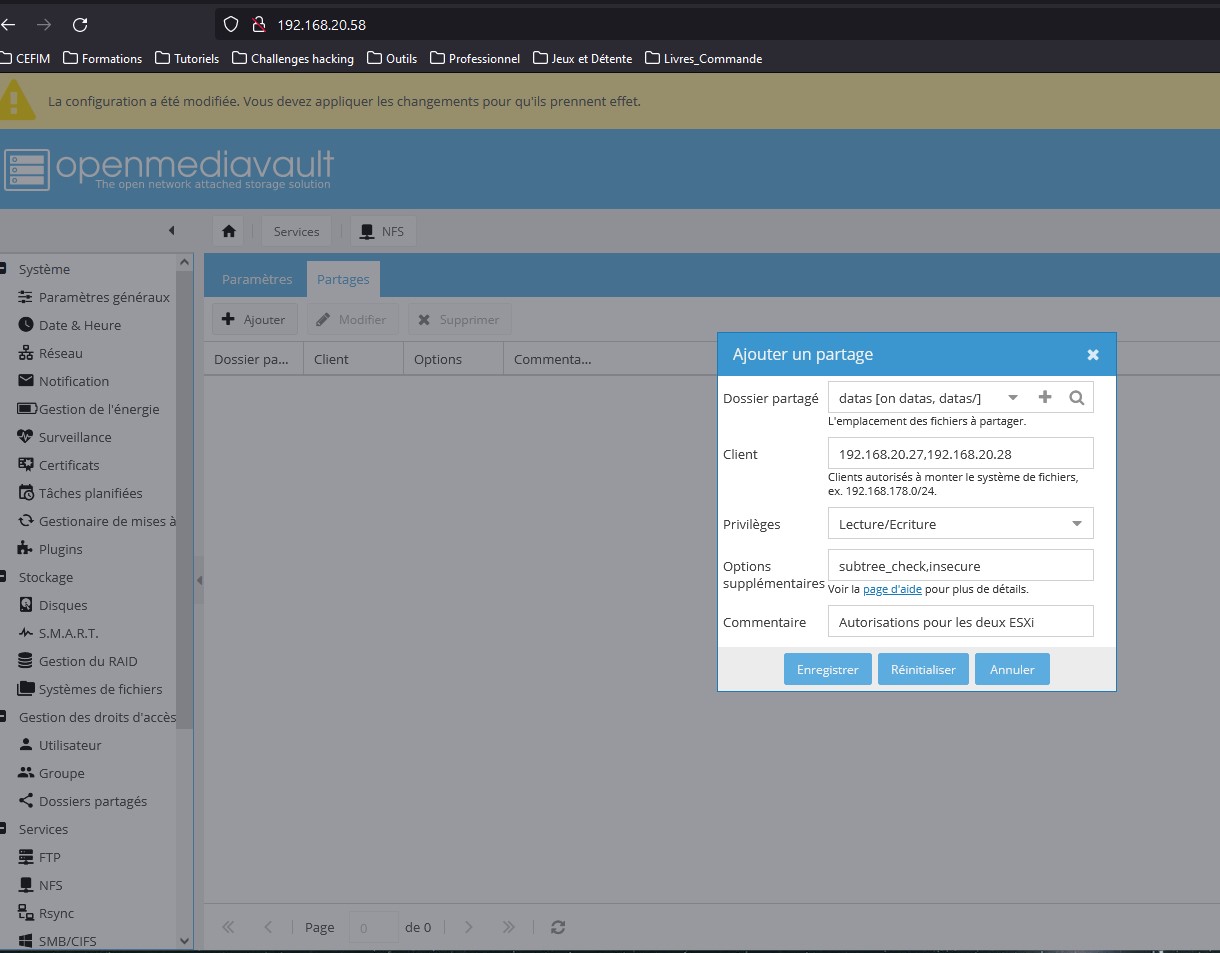 192.168.20.58
CEFIM Formations Tutoriels Challenges hacking Outils Professionnel Jeux et Détente Livres_Commande
La configuration a été modifiée. Vous devez appliquer les changements pour qu'ils prennent effet.
openmediavault
The open network attached storage solution
Services NFS
Système
Paramètres généraux
Date & Heure
Réseau
Notification
Gestion de l'énergie
Surveillance
Certificats
Tâches planifiées
Gestionaire de mises à
Plugins
Stockage
Disques
S.M.A.R.T.
Gestion du RAID
Systèmes de fichiers
Gestion des droits d'accès
Utilisateur
Groupe
Dossiers partagés
Services
FTP
NFS
Rsync
SMB/CIFS
Paramètres Partages
Ajouter Modifier Supprimer
Dossier pa... Client Options Commenta...
Ajouter un partage
Dossier partagé datas [on datas, datas/]
L'emplacement des fichiers à partager.
Client 192.168.20.27,192.168.20.28
Clients autorisés à monter le système de fichiers,
ex. 192.168.178.0/24.
Privilèges Lecture/Ecriture
Options supplémentaires subtree_check,insecure
Voir la page d'aide pour plus de détails.
Commentaire Autorisations pour les deux ESXi
Enregistrer Réinitialiser Annuler
Page 0 de 0